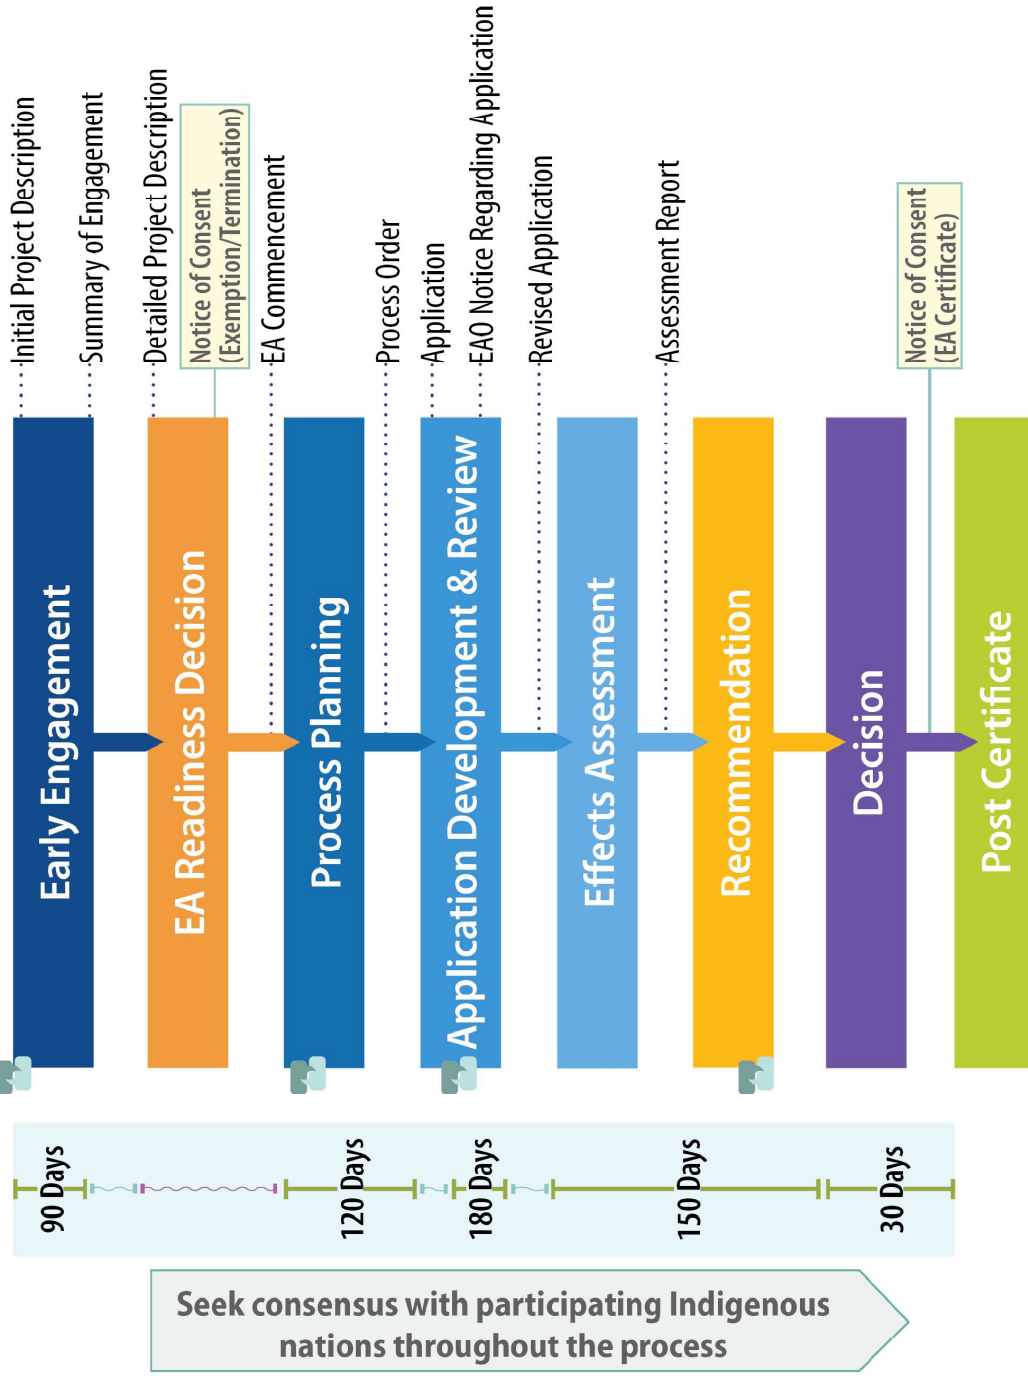 Initial Project Description
Summary of Engagement
Detailed Project Description
Notice of Consent
(Exemption/Termination)
EA Commencement
Process Order
Application
EAO Notice Regarding Application
Revised Application
Assessment Report
Notice of Consent
(EA Certificate)
Early Engagement
EA Readiness Decision
Process Planning
Application Development & Review
Effects Assessment
Recommendation
Decision
Post Certificate
90 Days
120 Days
180 Days
150 Days
30 Days
Seek consensus with participating Indigenous
nations throughout the process